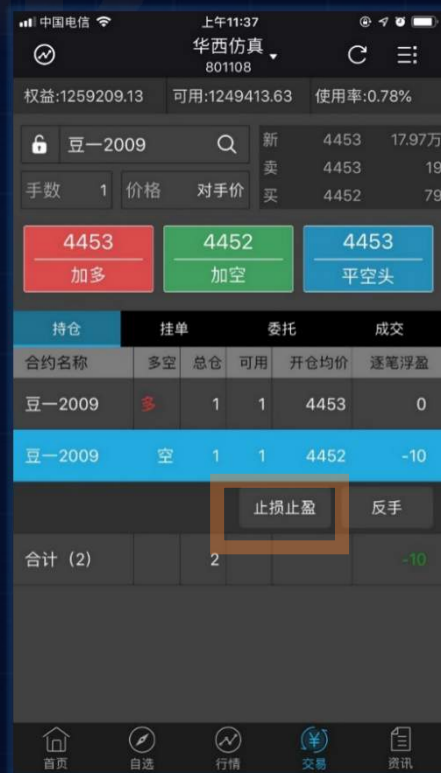 中国电信 上午11:37
华西仿真
801108
权益:1259209.13 可用:1249413.63 使用率:0.78%
豆一2009 新 4453 17.97万
卖 4453 19
手数 1 价格 对手价 买 4452 79
4453 4452 4453
加多 加空 平空头
持仓 挂单 委托 成交
合约名称 多空 总仓 可用 开仓均价 逐笔浮盈
豆一2009 多 1 1 4453 0
豆一2009 空 1 1 4452 -10
止损止盈 反手
合计 (2) 2 -10
首页 自选 行情 交易 资讯